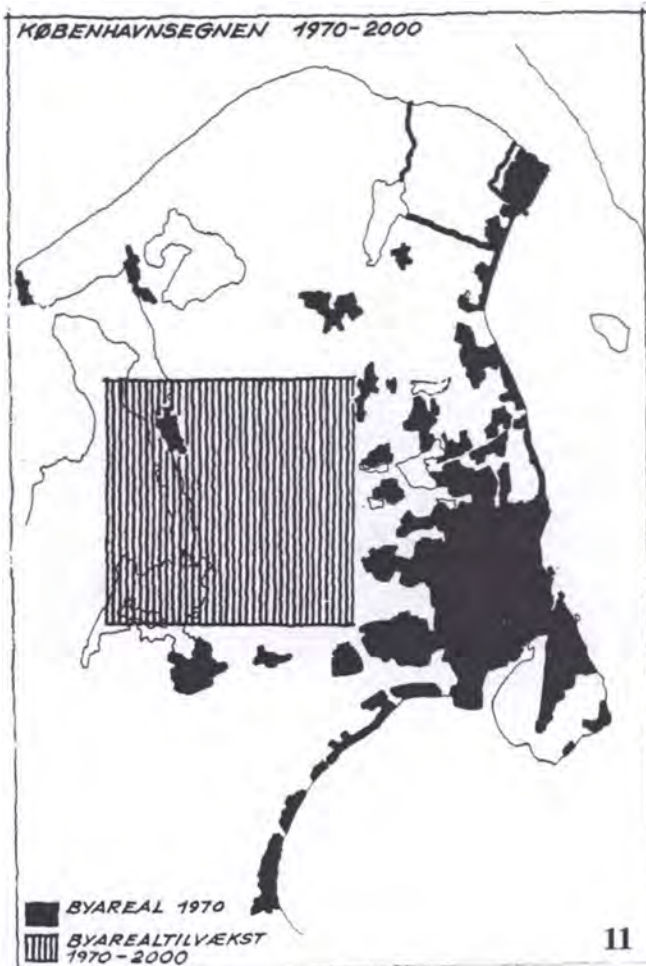 KØBENHAVNSEGNEN 1970-2000
BYAREAL 1970
BYAREALTILVÆKST
1970-2000
11